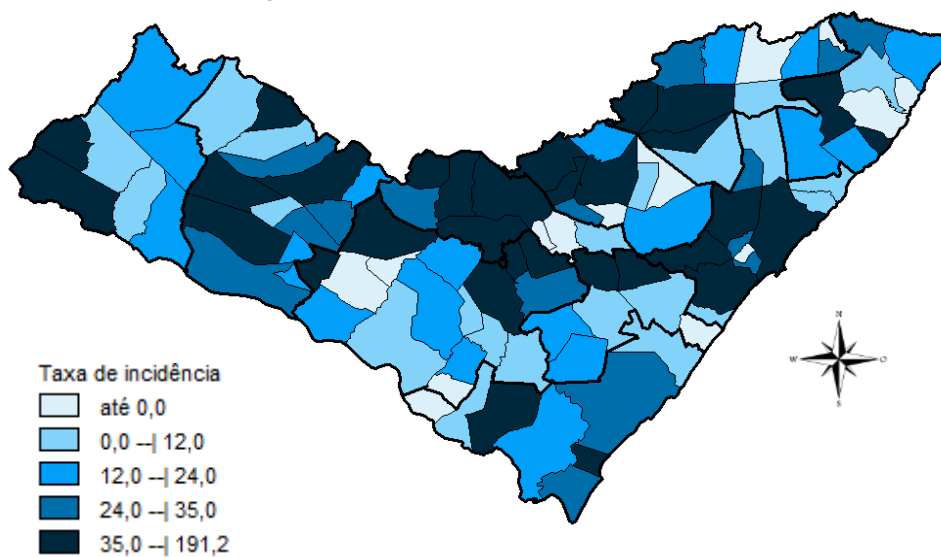 N
W
O
S
Taxa de incidência
até 0,0
0,0 --| 12,0
12,0 --| 24,0
24,0 --| 35,0
35,0 --| 191,2